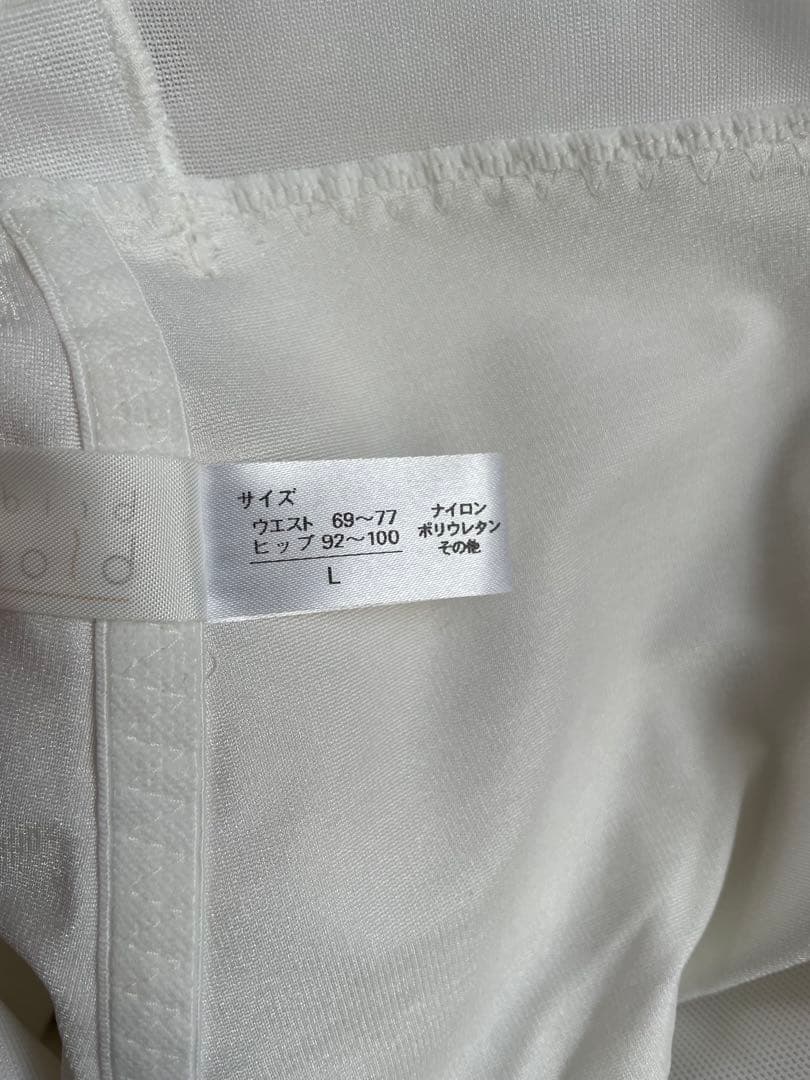 サイズ
ウエスト 69～77
ヒップ 92～100
L
ナイロン
ポリウレタン
その他